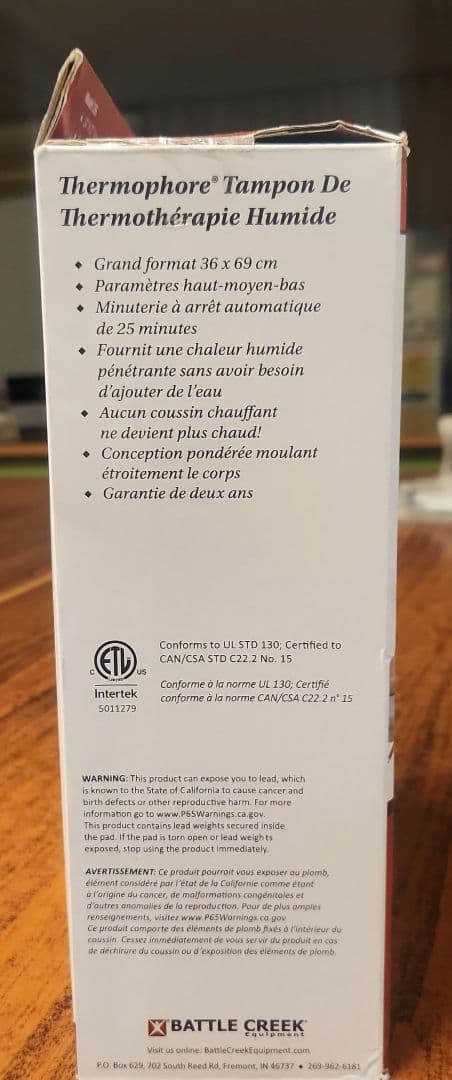 Thermophore® Tampon De
Thermothérapie Humide
◆ Grand format 36 x 69 cm
◆ Paramètres haut-moyen-bas
◆ Minuterie à arrêt automatique
de 25 minutes
◆ Fournit une chaleur humide
pénétrante sans avoir besoin
d'ajouter de l'eau
◆ Aucun coussin chauffant
ne devient plus chaud!
◆ Conception pondérée moulant
étroitement le corps
◆ Garantie de deux ans
Conforms to UL STD 130; Certified to
CAN/CSA STD C22.2 No. 15
Conforme à la norme UL 130; Certifié
conforme à la norme CAN/CSA C22.2 n° 15
C ETL US
Intertek
5011279
WARNING: This product can expose you to lead, which
is known to the State of California to cause cancer and
birth defects or other reproductive harm. For more
information go to www.P65Warnings.ca.gov.
This product contains lead weights secured inside
the pad. If the pad is torn open or lead weights
exposed, stop using the product immediately.
AVERTISSEMENT: Ce produit pourrait vous exposer au plomb,
élément considéré par l'état de la Californie comme étant
à l'origine du cancer, de malformations congénitales et
d'autres anomalies de la reproduction. Pour de plus amples
renseignements, visitez www.P65Warnings.ca.gov
Ce produit comporte des éléments de plomb fixés à l'intérieur du
coussin. Cessez immédiatement de vous servir du produit en cas
de déchirure du coussin ou d'exposition des éléments de plomb.
BATTLE CREEK
Equipment
Visit us online: BattleCreekEquipment.com
P.O. Box 629, 702 South Reed Rd, Fremont, IN 46737 ◆ 269-962-6181